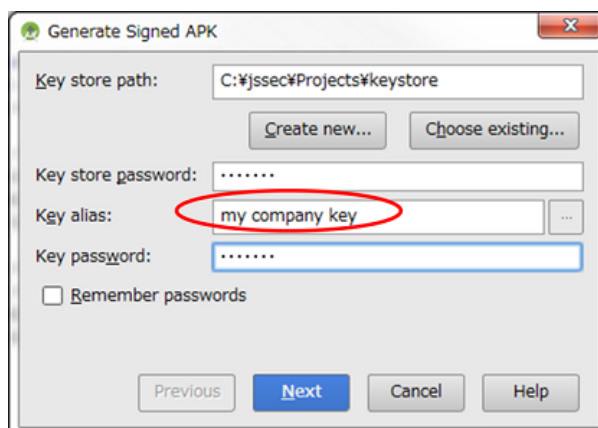 Generate Signed APK
Key store path: C:¥jssec¥Projects¥keystore
Create new... Choose existing...
Key store password: •••••••
Key alias: my company key ...
Key password: •••••••
Remember passwords
Previous Next Cancel Help